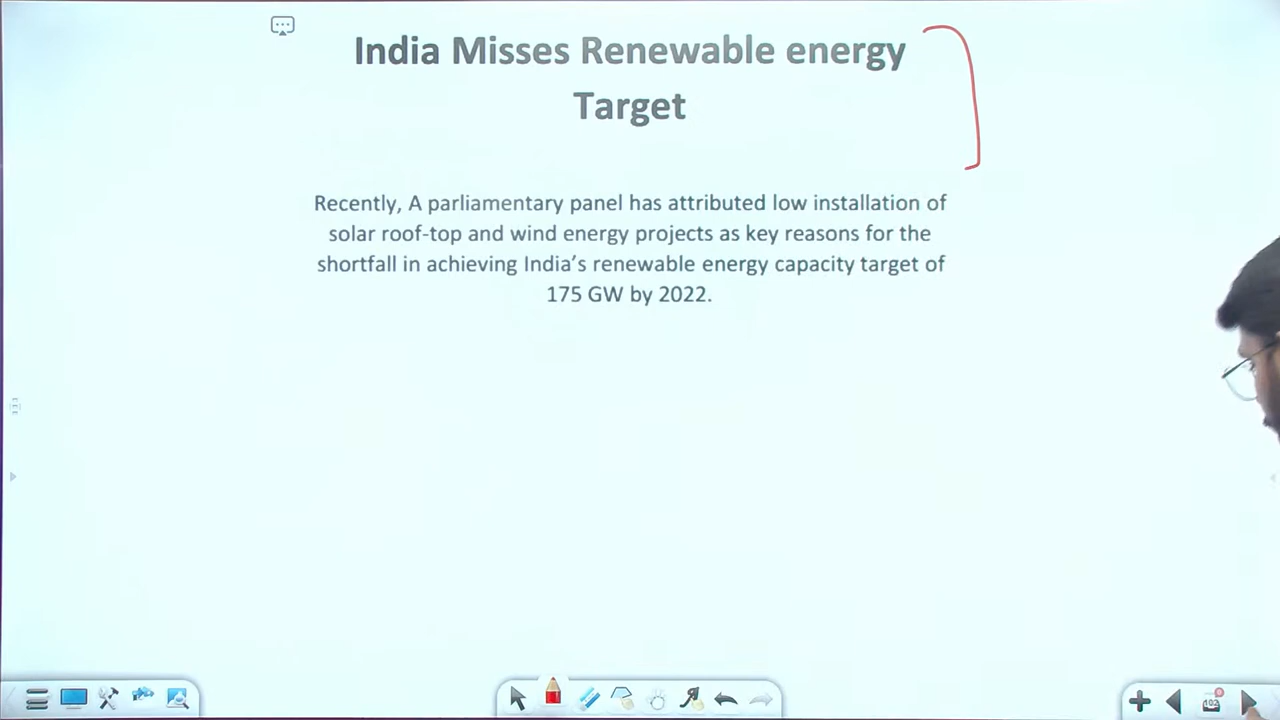 India Misses Renewable energy
Target
Recently, A parliamentary panel has attributed low installation of
solar roof-top and wind energy projects as key reasons for the
shortfall in achieving India’s renewable energy capacity target of
175 GW by 2022.
102